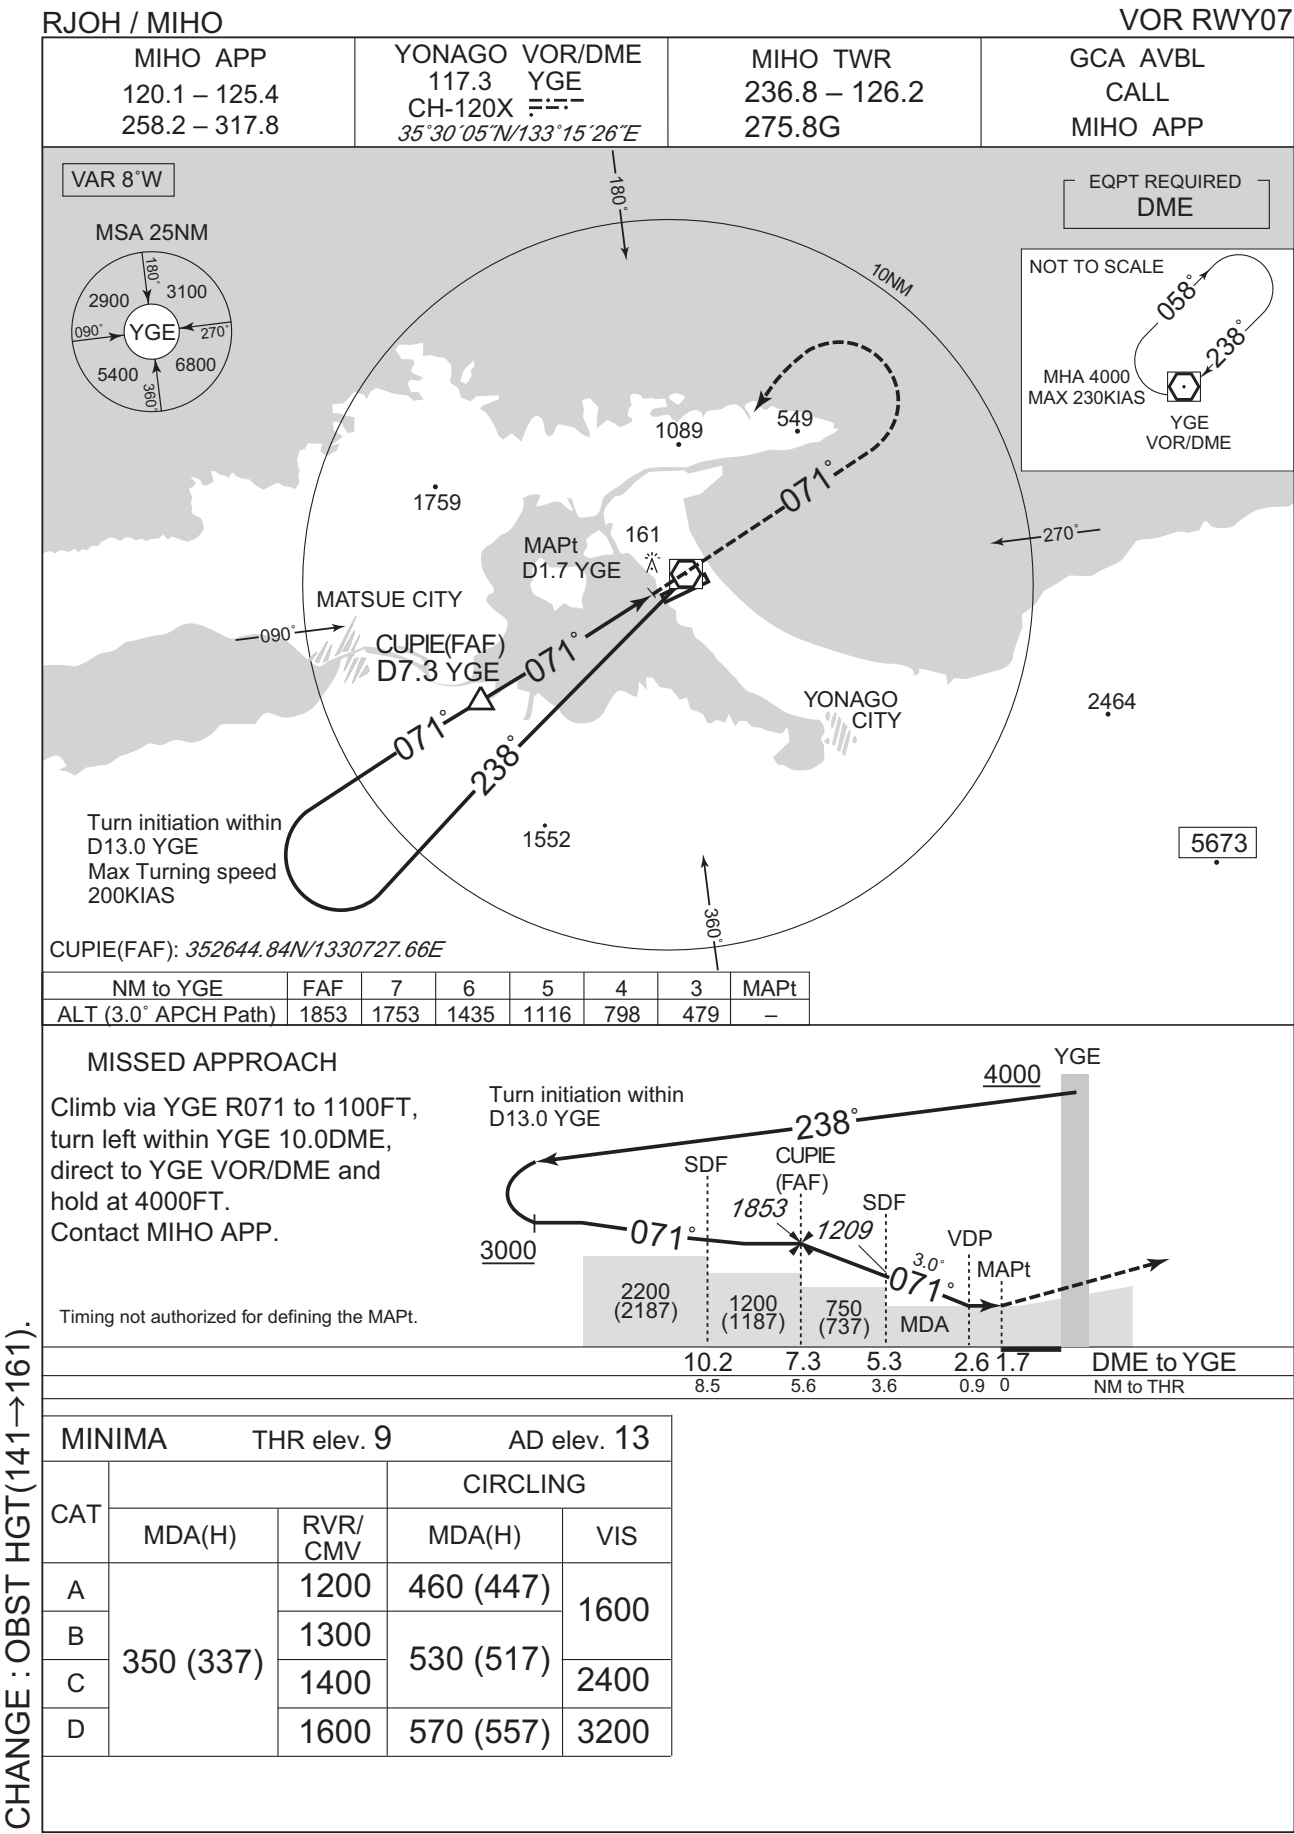 RJOH / MIHO
VOR RWY07
MIHO APP
120.1 – 125.4
258.2 – 317.8
YONAGO VOR/DME
117.3 YGE
CH-120X
35˚30´05˝N/133˚15´26˝E
MIHO TWR
236.8 – 126.2
275.8G
GCA AVBL
CALL
MIHO APP
VAR 8˚W
MSA 25NM
180˚
2900
3100
090˚
YGE
270˚
5400
6800
360˚
180˚
10NM
EQPT REQUIRED
DME
NOT TO SCALE
058˚
238˚
MHA 4000
MAX 230KIAS
YGE
VOR/DME
1089
549
1759
071˚
161
MAPt
D1.7 YGE
270˚
MATSUE CITY
090˚
CUPIE(FAF)
D7.3 YGE
071˚
071˚
238˚
YONAGO
CITY
2464
Turn initiation within
D13.0 YGE
Max Turning speed
200KIAS
1552
5673
360˚
CUPIE(FAF): 352644.84N/1330727.66E
NM to YGE FAF 7 6 5 4 3 MAPt
ALT (3.0˚ APCH Path) 1853 1753 1435 1116 798 479 –
MISSED APPROACH
Climb via YGE R071 to 1100FT,
turn left within YGE 10.0DME,
direct to YGE VOR/DME and
hold at 4000FT.
Contact MIHO APP.
Timing not authorized for defining the MAPt.
Turn initiation within
D13.0 YGE
YGE
4000
238˚
SDF
CUPIE
(FAF)
1853
SDF
1209
VDP
3000
071˚
3.0˚
071˚
MAPt
2200
(2187)
1200
(1187)
750
(737)
MDA
10.2 7.3 5.3 2.6 1.7 DME to YGE
8.5 5.6 3.6 0.9 0 NM to THR
MINIMA THR elev. 9 AD elev. 13
CAT
CIRCLING
MDA(H)
RVR/
CMV
MDA(H)
VIS
A
1200
460 (447)
1600
B
350 (337)
1300
530 (517)
C
1400
2400
D
1600
570 (557)
3200
CHANGE : OBST HGT(141→161).